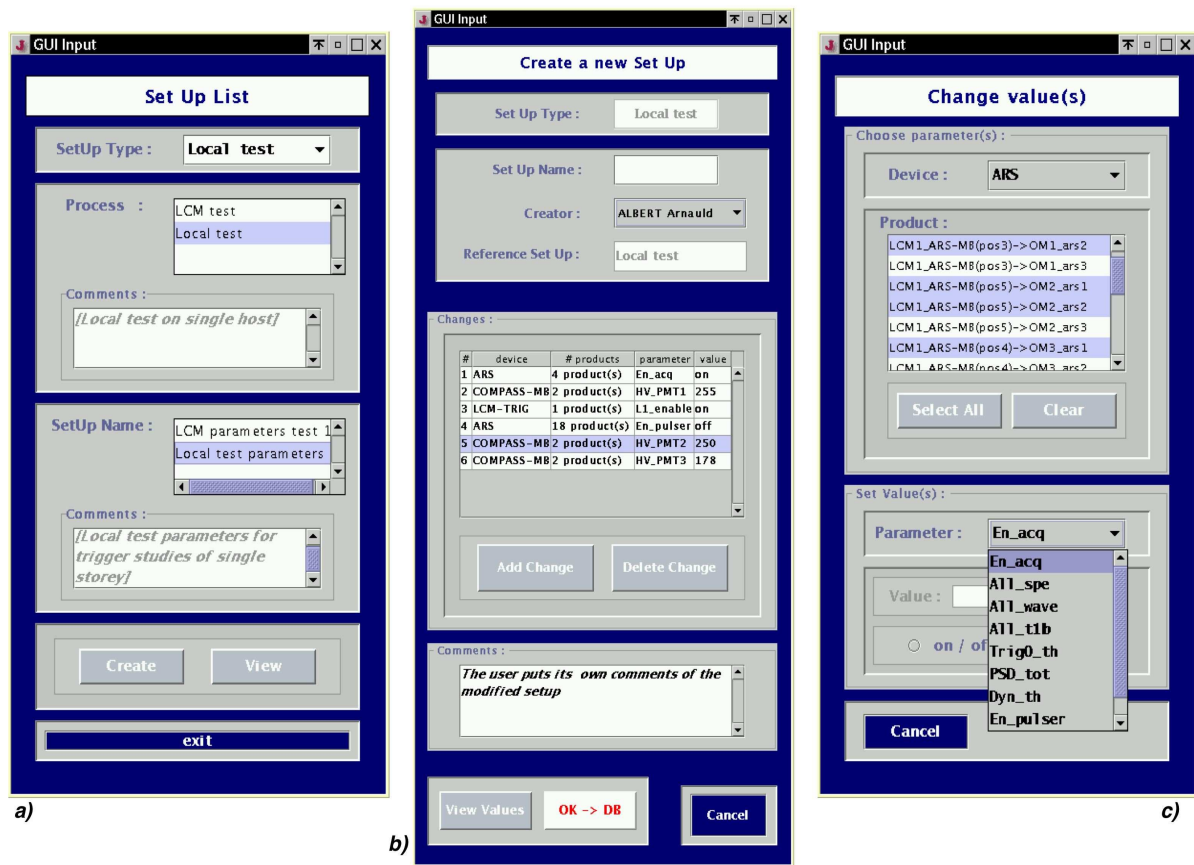 GUI Input
Set Up List
SetUp Type :
Local test
Process :
LCM test
Local test
Comments :
[Local test on single host]
SetUp Name :
LCM parameters test 1
Local test parameters
Comments :
[Local test parameters for
trigger studies of single
storey]
Create
View
exit
a)
GUI Input
Create a new Set Up
Set Up Type :
Local test
Set Up Name :
Creator :
ALBERT Arnauld
Reference Set Up :
Local test
Changes :
# device # products parameter value
1 ARS 4 product(s) En_acq on
2 COMPASS-MB 2 product(s) HV_PMT1 255
3 LCM-TRIG 1 product(s) L1_enable on
4 ARS 18 product(s) En_pulser off
5 COMPASS-MB 2 product(s) HV_PMT2 250
6 COMPASS-MB 2 product(s) HV_PMT3 178
Add Change
Delete Change
Comments :
The user puts its own comments of the
modified setup
View Values
OK -> DB
Cancel
b)
GUI Input
Change value(s)
Choose parameter(s) :
Device :
ARS
Product :
LCM1_ARS-MB(pos3)->OM1_ars2
LCM1_ARS-MB(pos3)->OM1_ars3
LCM1_ARS-MB(pos5)->OM2_ars1
LCM1_ARS-MB(pos5)->OM2_ars2
LCM1_ARS-MB(pos5)->OM2_ars3
LCM1_ARS-MB(pos4)->OM3_ars1
LCM1_ARS-MB(pos4)->OM3_ars2
Select All
Clear
Set Value(s) :
Parameter :
En_acq
En_acq
All_spe
Value :
All_wave
All_t1b
on / of
Trig0_th
PSD_tot
Dyn_th
En_pulser
Cancel
c)